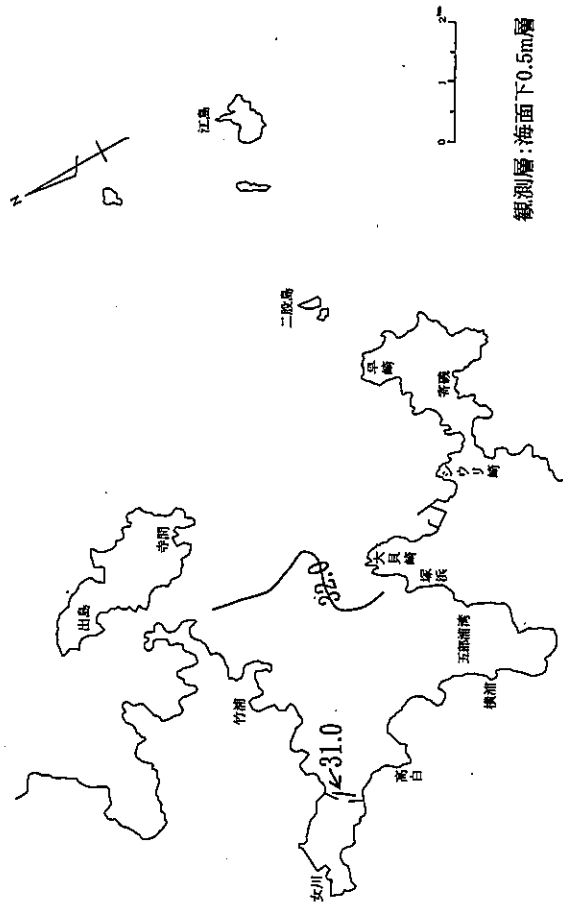 N
江島
二股島
早崎
寄磯
シウリ崎
大貝崎
塚浜
出島
寺間
32.0
五部浦湾
横浦
竹浦
31.0
高白
女川
0 1 2
観測層:海面下0.5m層